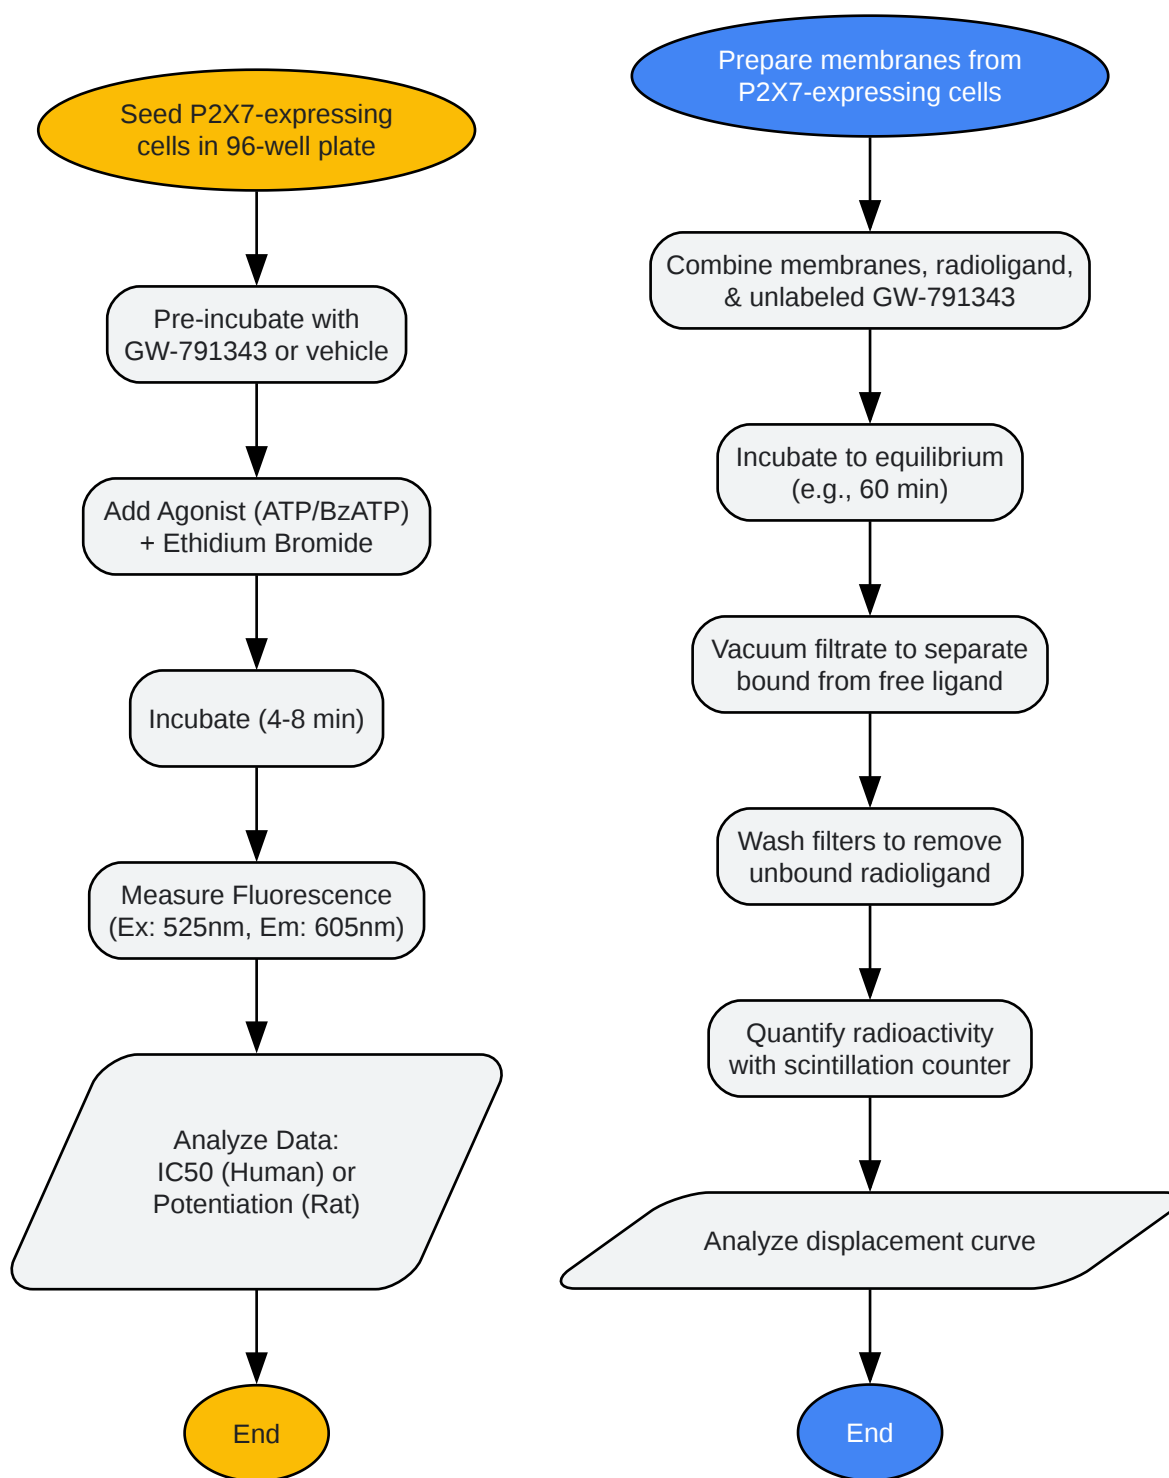 Seed P2X7-expressing
cells in 96-well plate
Pre-incubate with
GW-791343 or vehicle
Add Agonist (ATP/BzATP)
+ Ethidium Bromide
Incubate (4-8 min)
Measure Fluorescence
(Ex: 525nm, Em: 605nm)
Analyze Data:
IC50 (Human) or
Potentiation (Rat)
End
Prepare membranes from
P2X7-expressing cells
Combine membranes, radioligand,
& unlabeled GW-791343
Incubate to equilibrium
(e.g., 60 min)
Vacuum filtrate to separate
bound from free ligand
Wash filters to remove
unbound radioligand
Quantify radioactivity
with scintillation counter
Analyze displacement curve
End